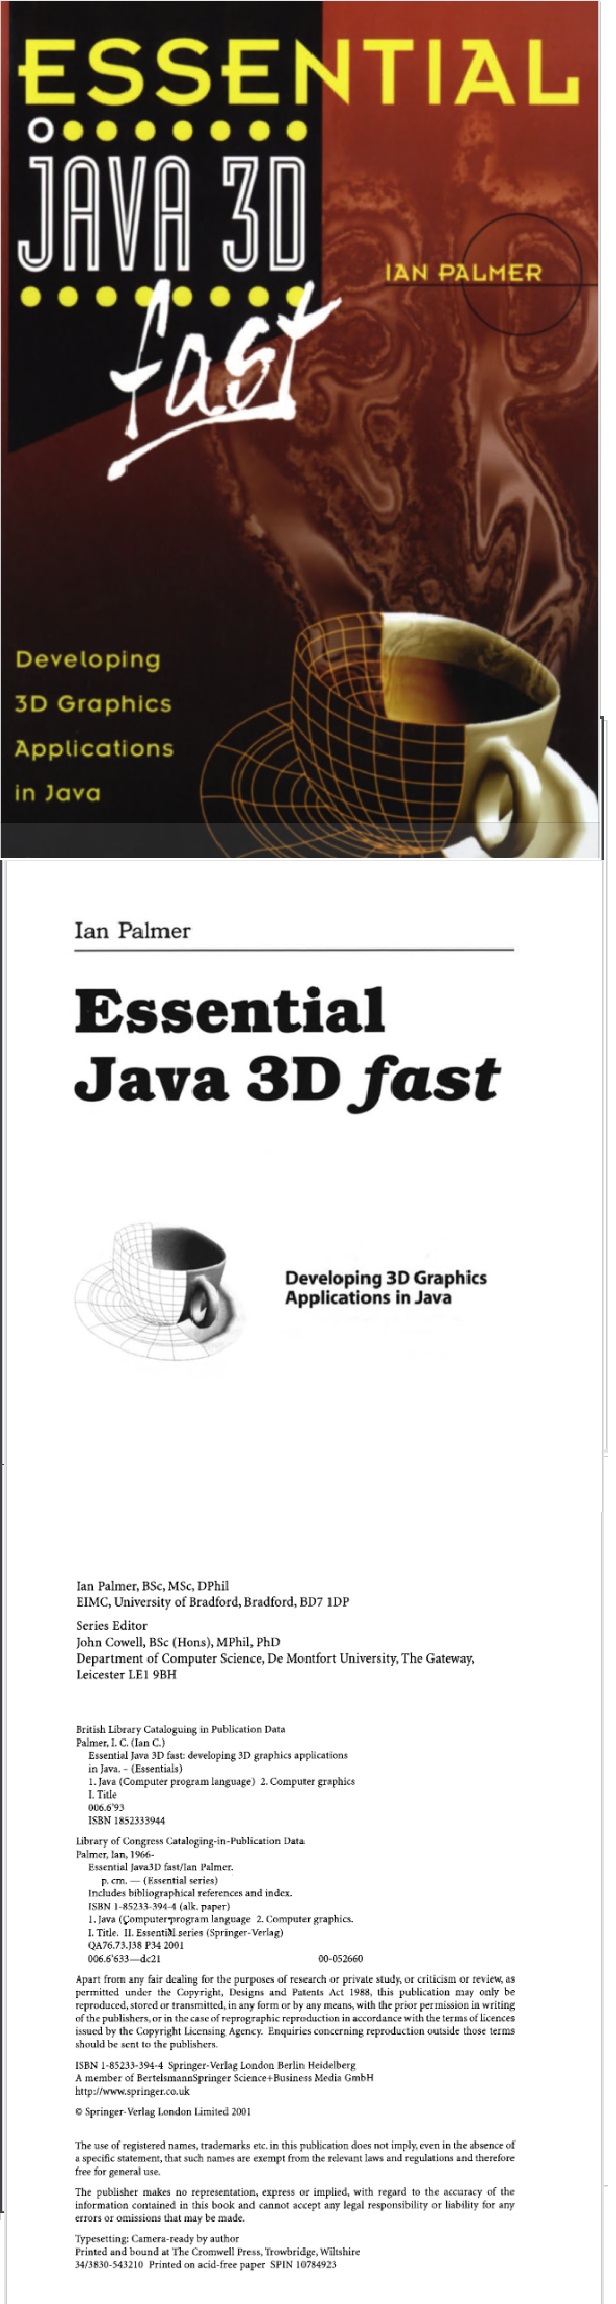 ESSENTIAL
JAVA 3D
fast
IAN PALMER
Developing
3D Graphics
Applications
in Java
Ian Palmer
Essential
Java 3D fast
Developing 3D Graphics
Applications in Java
Ian Palmer, BSc, MSc, DPhil
EIMC, University of Bradford, Bradford, BD7 1DP
Series Editor
John Cowell, BSc (Hons), MPhil, PhD
Department of Computer Science, De Montfort University, The Gateway,
Leicester LE1 9BH
British Library Cataloguing in Publication Data
Palmer, I. C. (Ian C.)
Essential Java 3D fast: developing 3D graphics applications
in Java. - (Essentials)
1. Java (Computer program language) 2. Computer graphics
I. Title
006.6'93
ISBN 1852333944
Library of Congress Cataloging-in-Publication Data
Palmer, Ian, 1966-
Essential Java3D fast/Ian Palmer.
p. cm. — (Essential series)
Includes bibliographical references and index.
ISBN 1-85233-394-4 (alk. paper)
1. Java (Computer program language 2. Computer graphics.
I. Title. II. Essential series (Springer-Verlag)
QA76.73.J38 P34 2001
006.6'633—dc21 00-052660
Apart from any fair dealing for the purposes of research or private study, or criticism or review, as
permitted under the Copyright, Designs and Patents Act 1988, this publication may only be
reproduced, stored or transmitted, in any form or by any means, with the prior permission in writing
of the publishers, or in the case of reprographic reproduction in accordance with the terms of licences
issued by the Copyright Licensing Agency. Enquiries concerning reproduction outside those terms
should be sent to the publishers.
ISBN 1-85233-394-4 Springer-Verlag London Berlin Heidelberg
A member of BertelsmannSpringer Science+Business Media GmbH
http://www.springer.co.uk
© Springer-Verlag London Limited 2001
The use of registered names, trademarks etc. in this publication does not imply, even in the absence of
a specific statement, that such names are exempt from the relevant laws and regulations and therefore
free for general use.
The publisher makes no representation, express or implied, with regard to the accuracy of the
information contained in this book and cannot accept any legal responsibility or liability for any
errors or omissions that may be made.
Typesetting: Camera-ready by author
Printed and bound at The Cromwell Press, Trowbridge, Wiltshire
34/3830-543210 Printed on acid-free paper SPIN 10784923